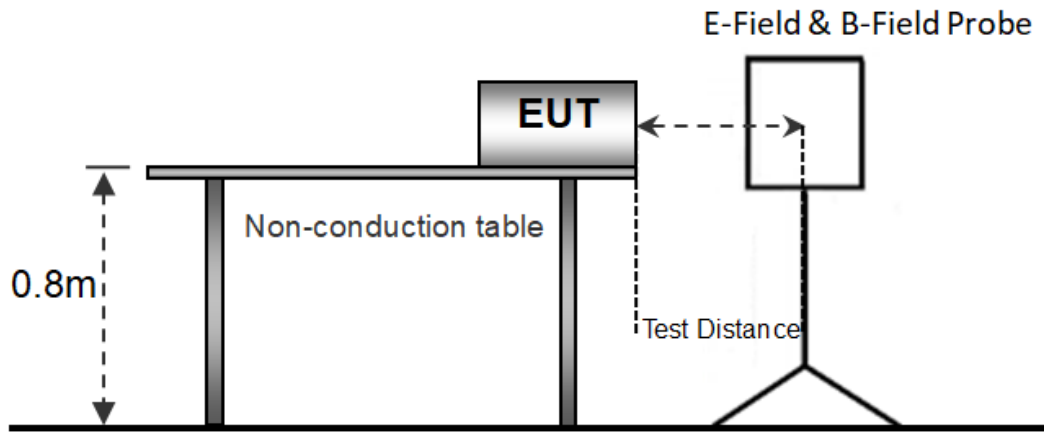 E-Field & B-Field Probe
EUT
Non-conduction table
0.8m
Test Distance